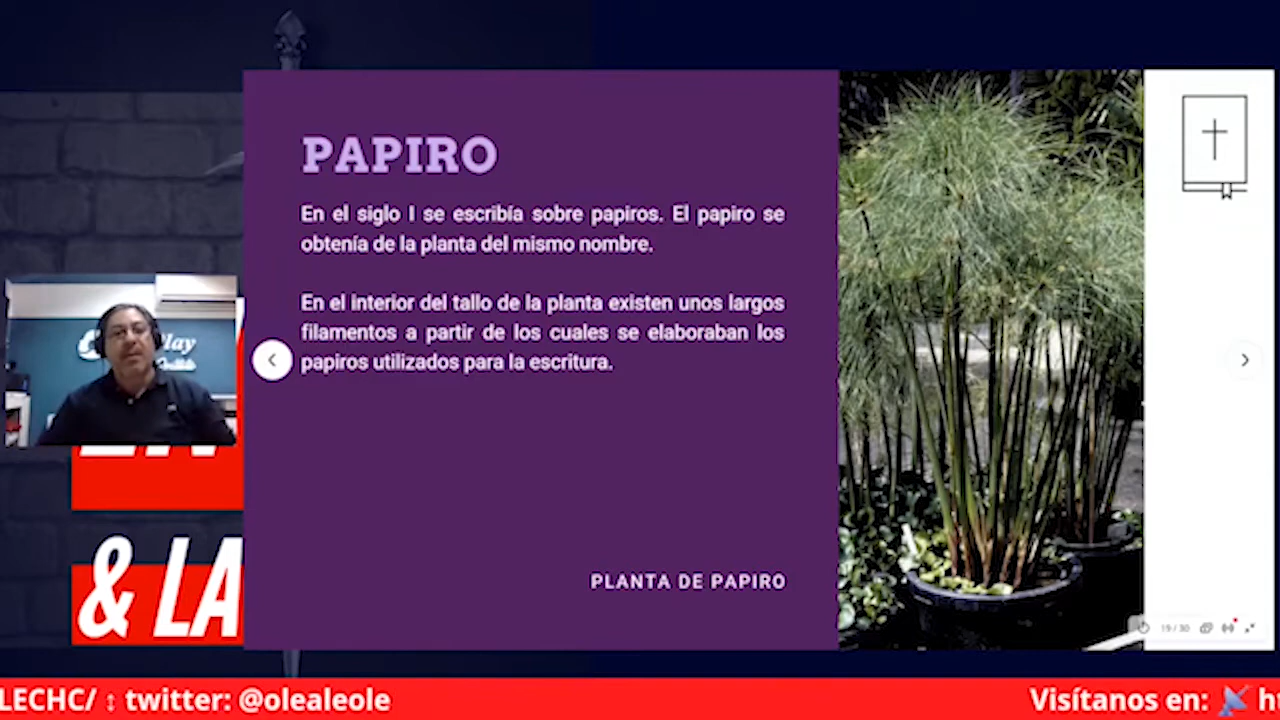 PAPIRO
En el siglo I se escribía sobre papiros. El papiro se
obtenía de la planta del mismo nombre.
En el interior del tallo de la planta existen unos largos
filamentos a partir de los cuales se elaboraban los
papiros utilizados para la escritura.
PLANTA DE PAPIRO
19 / 30
& LA
LECHC/ ↕ twitter: @olealeole
Visítanos en: